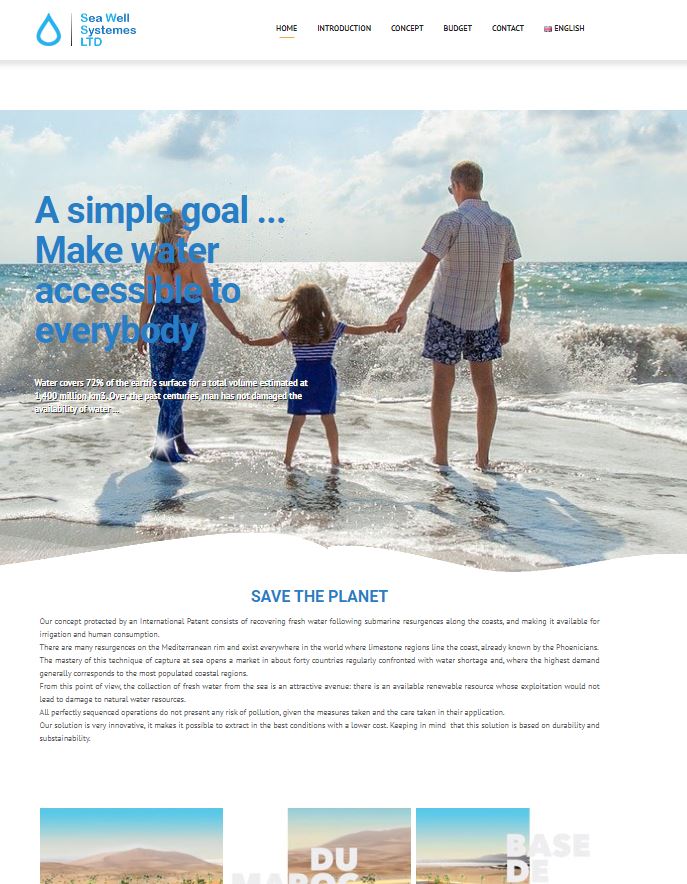 Sea Well
Systemes
LTD
HOME INTRODUCTION CONCEPT BUDGET CONTACT ENGLISH
A simple goal ...
Make water
accessible to
everybody
Water covers 72% of the earth's surface for a total volume estimated at
1,400 million km3. Over the past centuries, man has not damaged the
availability of water ...
SAVE THE PLANET
Our concept protected by an International Patent consists of recovering fresh water following submarine resurgences along the coasts, and making it available for
irrigation and human consumption.
There are many resurgences on the Mediterranean rim and exist everywhere in the world where limestone regions line the coast, already known by the Phoenicians.
The mastery of this technique of capture at sea opens a market in about forty countries regularly confronted with water shortage and, where the highest demand
generally corresponds to the most populated coastal regions.
From this point of view, the collection of fresh water from the sea is an attractive avenue: there is an available renewable resource whose exploitation would not
lead to damage to natural water resources.
All perfectly sequenced operations do not present any risk of pollution, given the measures taken and the care taken in their application.
Our solution is very innovative, it makes it possible to extract in the best conditions with a lower cost. Keeping in mind that this solution is based on durability and
substainability.
DU
MAROC
BASE
DE